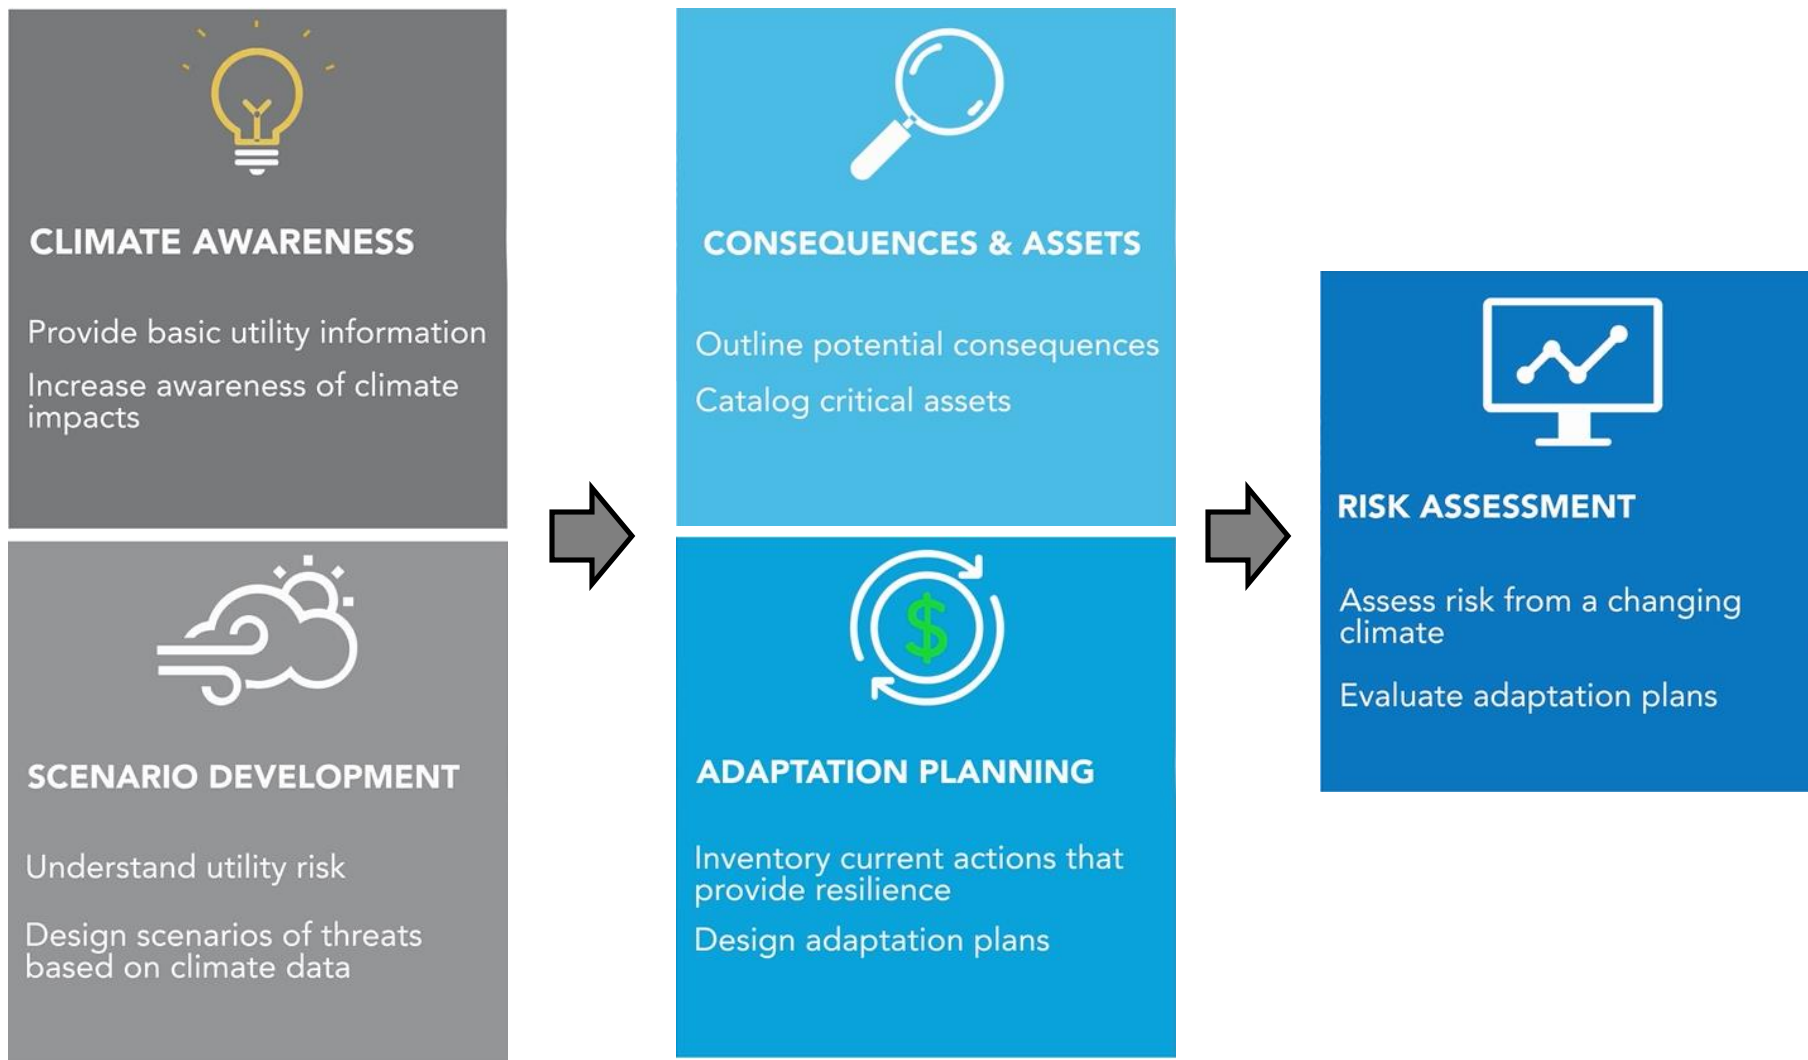 CLIMATE AWARENESS
Provide basic utility information
Increase awareness of climate
impacts
SCENARIO DEVELOPMENT
Understand utility risk
Design scenarios of threats
based on climate data
CONSEQUENCES & ASSETS
Outline potential consequences
Catalog critical assets
$
ADAPTATION PLANNING
Inventory current actions that
provide resilience
Design adaptation plans
RISK ASSESSMENT
Assess risk from a changing
climate
Evaluate adaptation plans